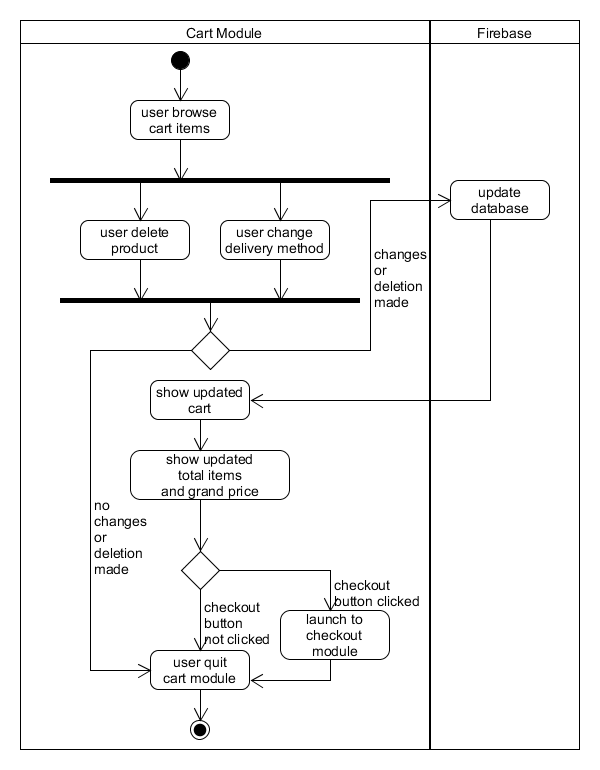 Cart Module
Firebase
user browse
cart items
user delete
product
user change
delivery method
update
database
changes
or
deletion
made
show updated
cart
show updated
total items
and grand price
no
changes
or
deletion
made
checkout
button
not clicked
checkout
button clicked
launch to
checkout
module
user quit
cart module